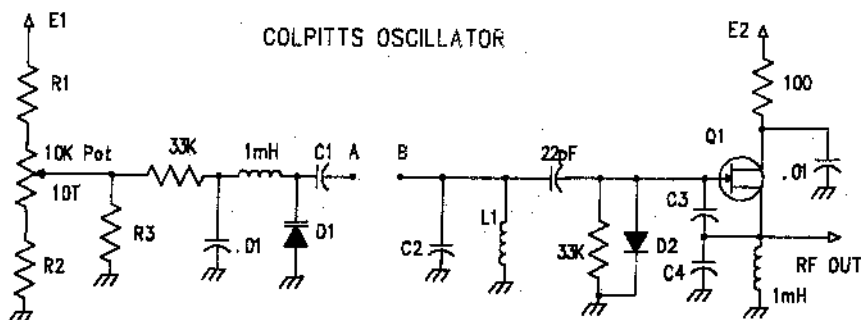 E1
COLPITTS OSCILLATOR
E2
R1
100
10K Pot
33K
1mH
C1
A
B
22pF
Q1
10T
.01
R3
.01
D1
C2
L1
33K
D2
C3
C4
R2
RF OUT
1mH